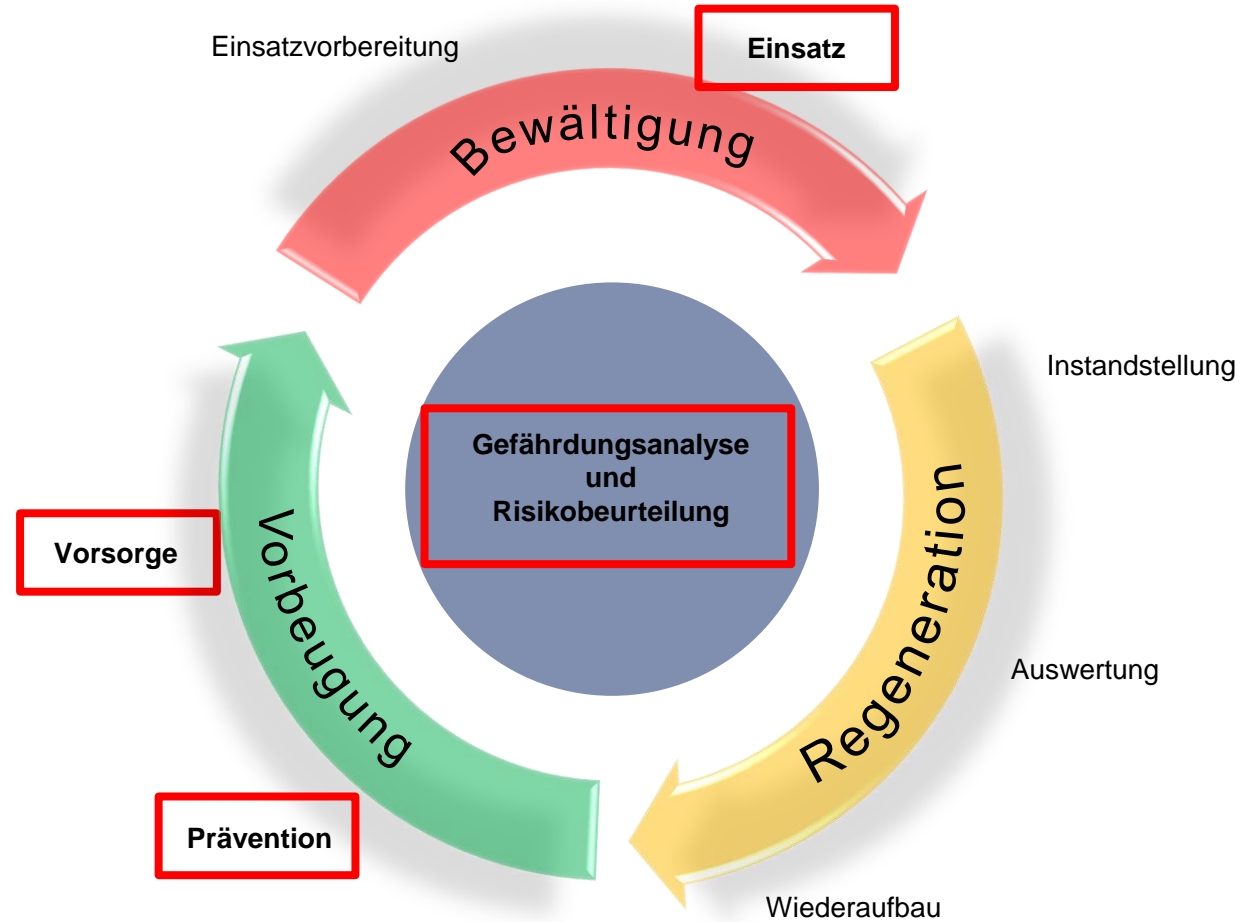 Einsatzvorbereitung
Einsatz
Bewältigung
Instandstellung
Gefährdungsanalyse
und
Risikobeurteilung
Regeneration
Vorsorge
Vorbeugung
Auswertung
Prävention
Wiederaufbau